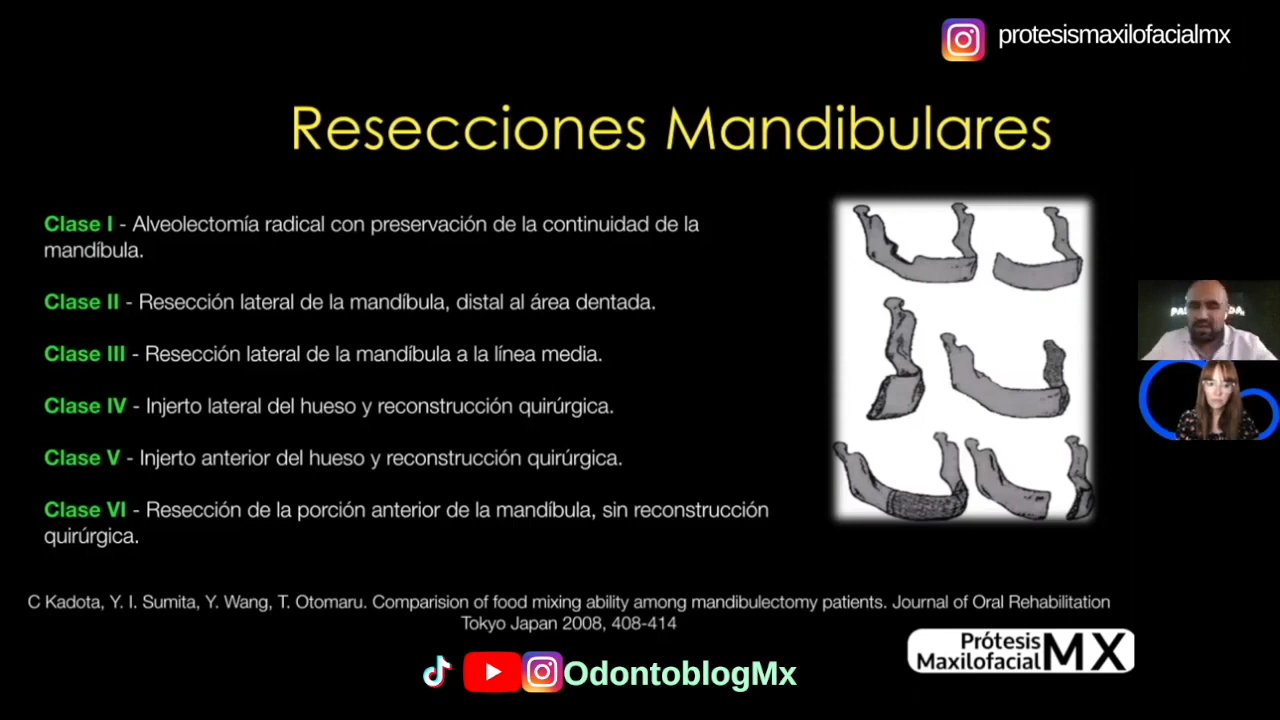 protesismaxilofacialmx
Resecciones Mandibulares
Clase I - Alveolectomía radical con preservación de la continuidad de la
mandíbula.
Clase II - Resección lateral de la mandíbula, distal al área dentada.
Clase III - Resección lateral de la mandíbula a la línea media.
Clase IV - Injerto lateral del hueso y reconstrucción quirúrgica.
Clase V - Injerto anterior del hueso y reconstrucción quirúrgica.
Clase VI - Resección de la porción anterior de la mandíbula, sin reconstrucción
quirúrgica.
C Kadota, Y. I. Sumita, Y. Wang, T. Otomaru. Comparision of food mixing ability among mandibulectomy patients. Journal of Oral Rehabilitation
Tokyo Japan 2008, 408-414
Prótesis
Maxilofacial MX
OdontoblogMx